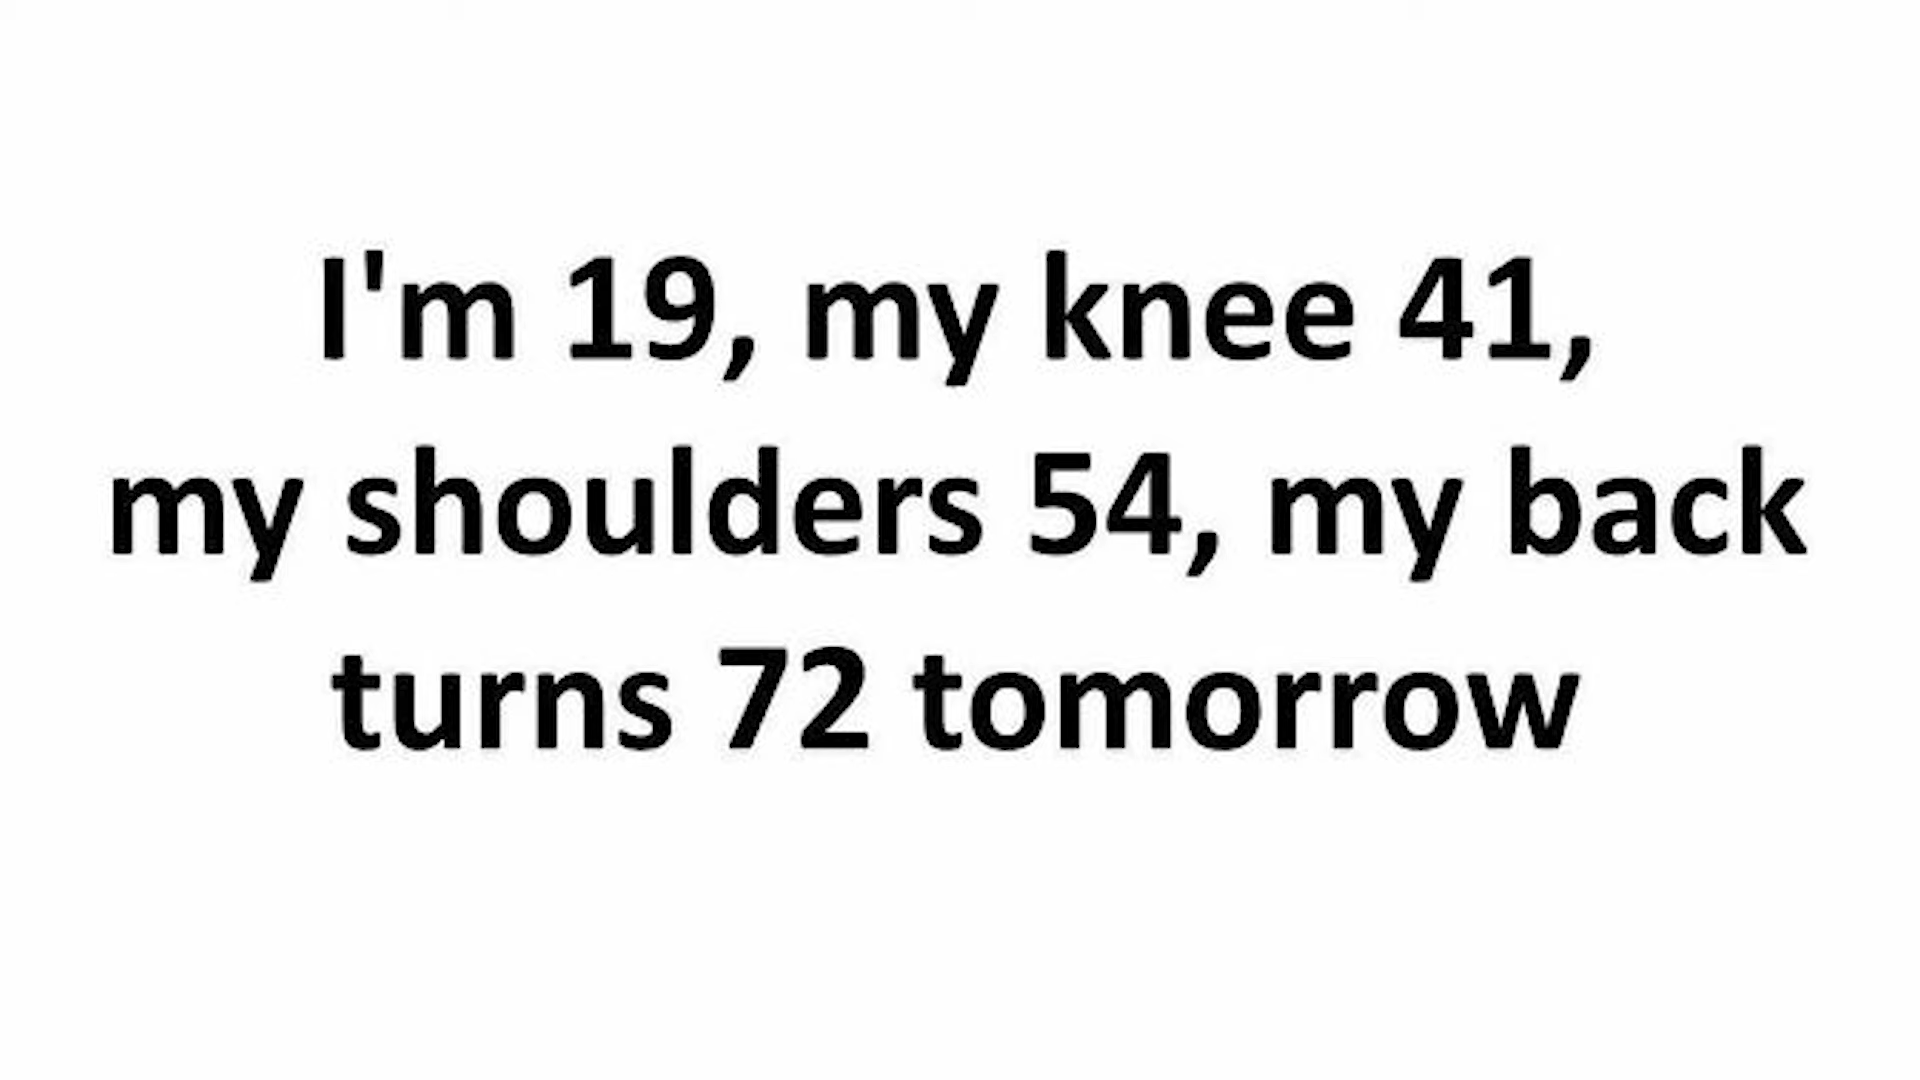 I'm 19, my knee 41,
my shoulders 54, my back
turns 72 tomorrow